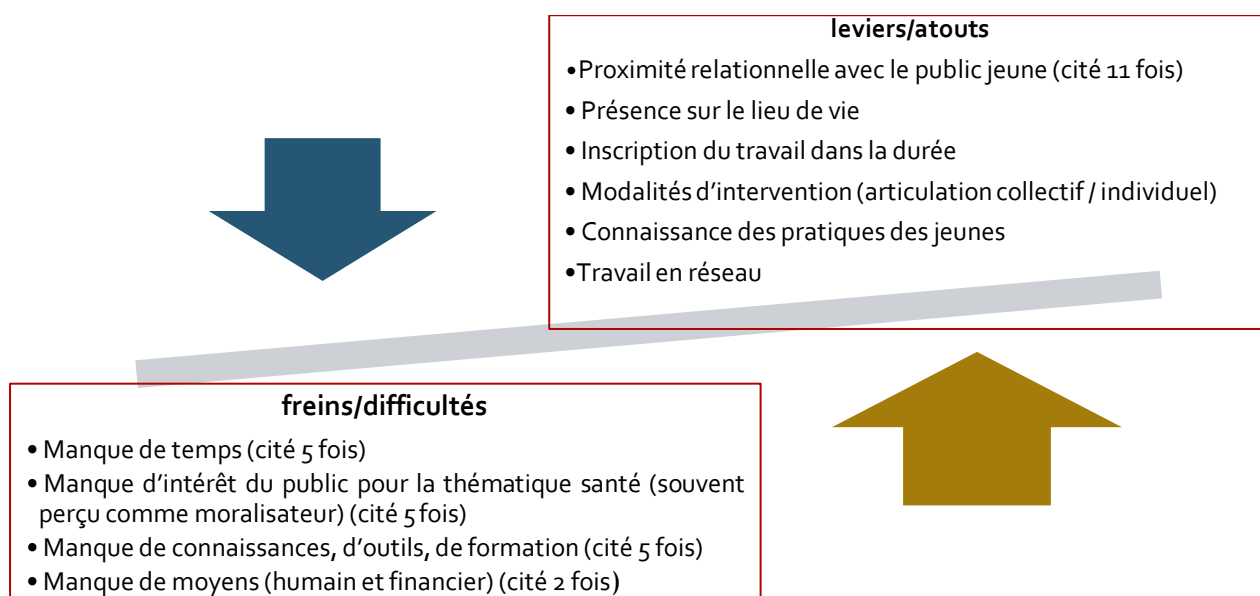 leviers/atouts
•Proximité relationnelle avec le public jeune (cité 11 fois)
• Présence sur le lieu de vie
• Inscription du travail dans la durée
• Modalités d'intervention (articulation collectif / individuel)
• Connaissance des pratiques des jeunes
•Travail en réseau
freins/difficultés
• Manque de temps (cité 5 fois)
• Manque d'intérêt du public pour la thématique santé (souvent
perçu comme moralisateur) (cité 5 fois)
• Manque de connaissances, d'outils, de formation (cité 5 fois)
• Manque de moyens (humain et financier) (cité 2 fois)